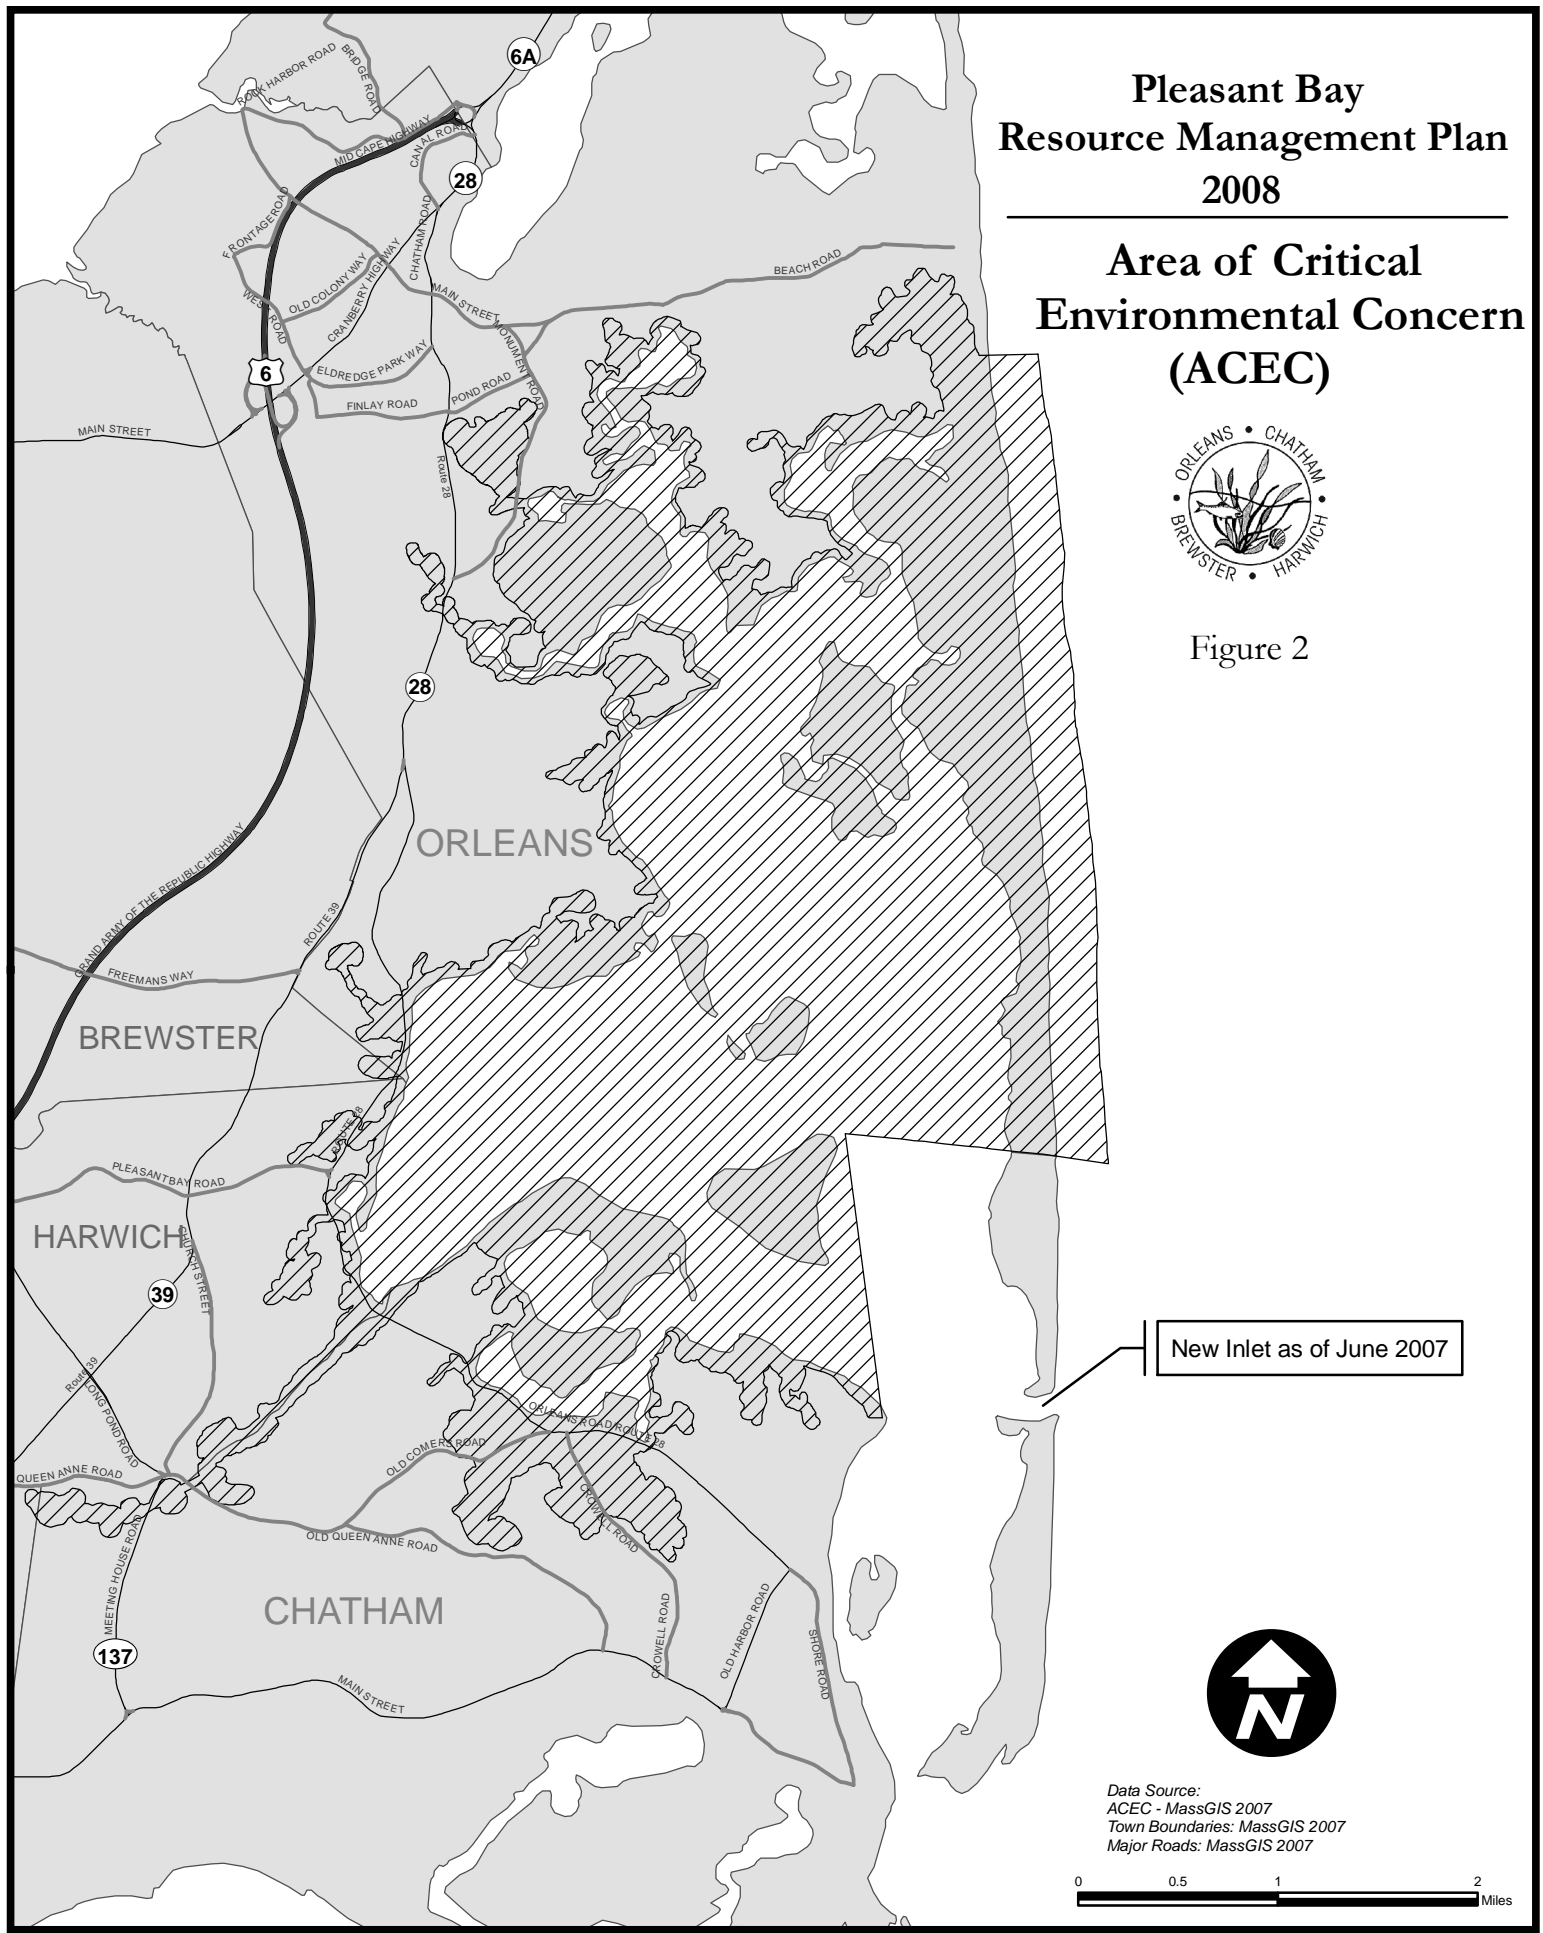 Pleasant Bay
Resource Management Plan
2008
Area of Critical
Environmental Concern
(ACEC)
ORLEANS • CHATHAM • HARWICH • BREWSTER •
Figure 2
6A
ROCK HARBOR ROAD
BRIDGE ROAD
MID CAPE HIGHWAY
CANAL ROAD
28
FRONTAGE ROAD
CHATHAM ROAD
OLD COLONY WAY
CRANBERRY HIGHWAY
BEACH ROAD
WEST ROAD
MAIN STREET
MONUMENT ROAD
6
ELDREDGE PARK WAY
POND ROAD
FINLAY ROAD
MAIN STREET
Route 28
28
ORLEANS
GRAND ARMY OF THE REPUBLIC HIGHWAY
ROUTE 39
FREEMANS WAY
BREWSTER
ROUTE 28
PLEASANT BAY ROAD
HARWICH
CHURCH STREET
39
New Inlet as of June 2007
Route 39
LONG POND ROAD
ORLEANS ROAD/ROUTE 28
OLD COMERS ROAD
QUEEN ANNE ROAD
CROWELL ROAD
OLD QUEEN ANNE ROAD
MEETING HOUSE ROAD
CHATHAM
CROWELL ROAD
OLD HARBOR ROAD
SHORE ROAD
137
MAIN STREET
N
Data Source:
ACEC - MassGIS 2007
Town Boundaries: MassGIS 2007
Major Roads: MassGIS 2007
0 0.5 1 2
Miles